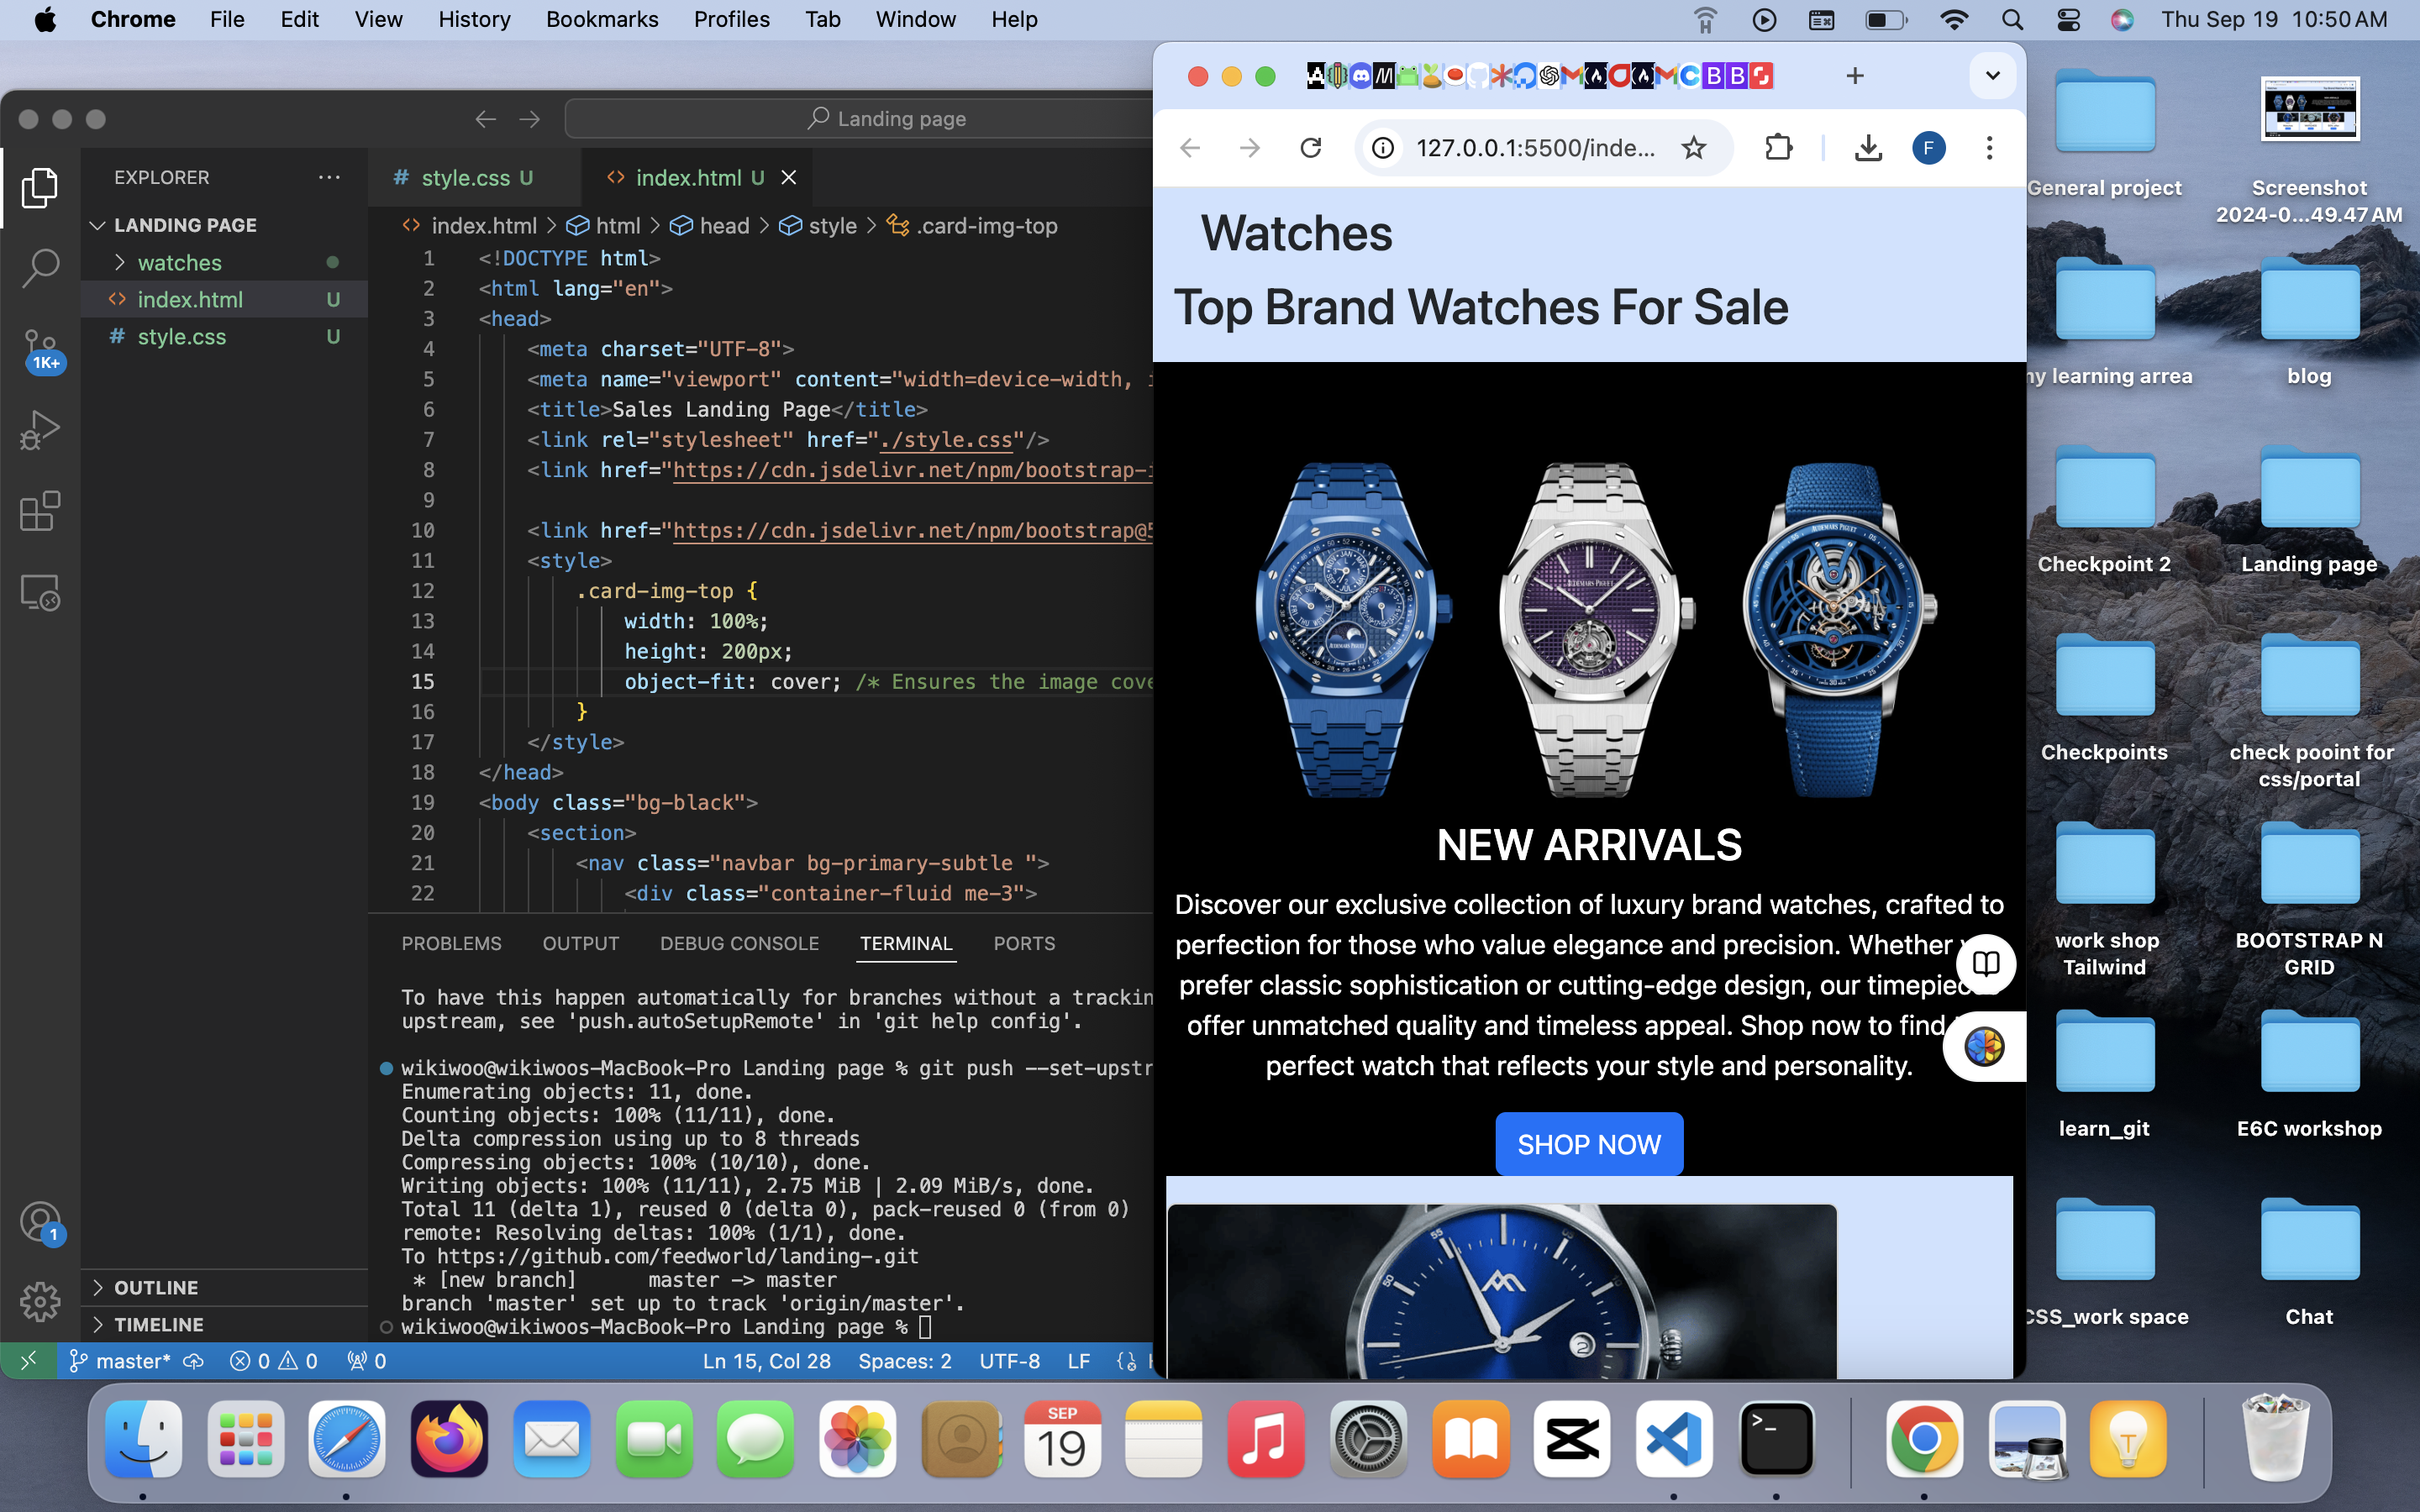 Chrome File Edit View History Bookmarks Profiles Tab Window Help
Thu Sep 19 10:50 AM
Landing page
EXPLORER
LANDING PAGE
watches
index.html U
style.css U
1K+
1
OUTLINE
TIMELINE
# style.css U
<> index.html U
index.html > html > head > style > .card-img-top
1 <!DOCTYPE html>
2 <html lang="en">
3 <head>
4 <meta charset="UTF-8">
5 <meta name="viewport" content="width=device-width,
6 <title>Sales Landing Page</title>
7 <link rel="stylesheet" href="./style.css"/>
8 <link href="https://cdn.jsdelivr.net/npm/bootstrap-
9
10 <link href="https://cdn.jsdelivr.net/npm/bootstrap@5
11 <style>
12 .card-img-top {
13 width: 100%;
14 height: 200px;
15 object-fit: cover; /* Ensures the image cove
16 }
17 </style>
18 </head>
19 <body class="bg-black">
20 <section>
21 <nav class="navbar bg-primary-subtle ">
22 <div class="container-fluid me-3">
PROBLEMS OUTPUT DEBUG CONSOLE TERMINAL PORTS
To have this happen automatically for branches without a trackin
upstream, see 'push.autoSetupRemote' in 'git help config'.
wikiwoo@wikiwoos-MacBook-Pro Landing page % git push --set-upstr
Enumerating objects: 11, done.
Counting objects: 100% (11/11), done.
Delta compression using up to 8 threads
Compressing objects: 100% (10/10), done.
Writing objects: 100% (11/11), 2.75 MiB | 2.09 MiB/s, done.
Total 11 (delta 1), reused 0 (delta 0), pack-reused 0 (from 0)
remote: Resolving deltas: 100% (1/1), done.
To https://github.com/feedworld/landing-.git
* [new branch] master -> master
branch 'master' set up to track 'origin/master'.
wikiwoo@wikiwoos-MacBook-Pro Landing page %
master* 0 0 0 Ln 15, Col 28 Spaces: 2 UTF-8 LF
127.0.0.1:5500/inde...
F
Watches
Top Brand Watches For Sale
AUDEMARS PIGUET
NEW ARRIVALS
Discover our exclusive collection of luxury brand watches, crafted to
perfection for those who value elegance and precision. Whether
prefer classic sophistication or cutting-edge design, our timepiec
offer unmatched quality and timeless appeal. Shop now to find
perfect watch that reflects your style and personality.
SHOP NOW
General project
Screenshot
2024-0...49.47 AM
my learning arrea
blog
Checkpoint 2
Landing page
Checkpoints
check pooint for
css/portal
work shop
Tailwind
BOOTSTRAP N
GRID
learn_git
E6C workshop
CSS_work space
Chat
SEP
19